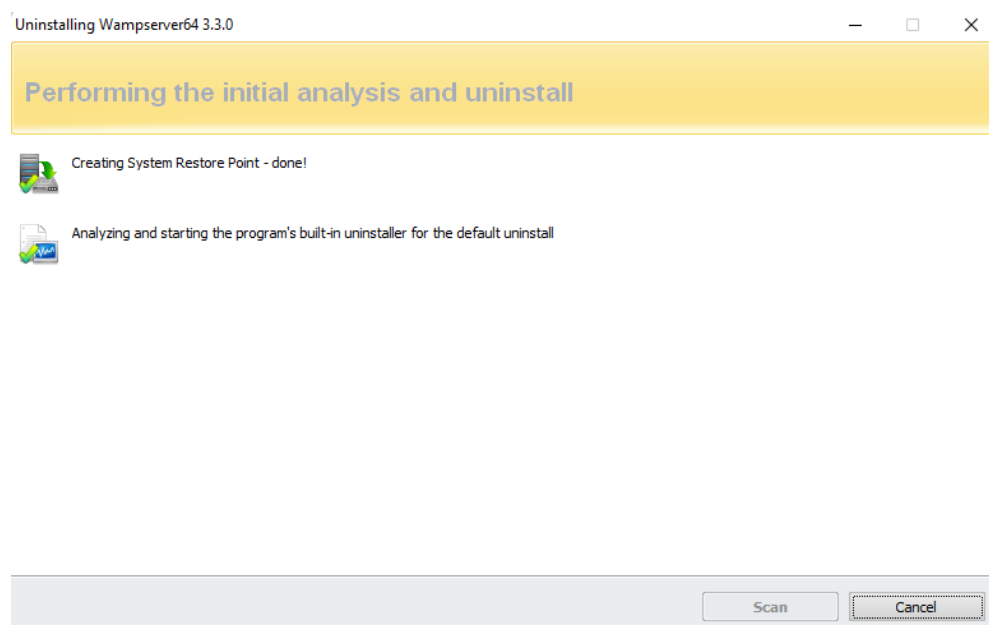 Uninstalling Wampserver64 3.3.0
Performing the initial analysis and uninstall
Creating System Restore Point - done!
Analyzing and starting the program's built-in uninstaller for the default uninstall
Scan
Cancel